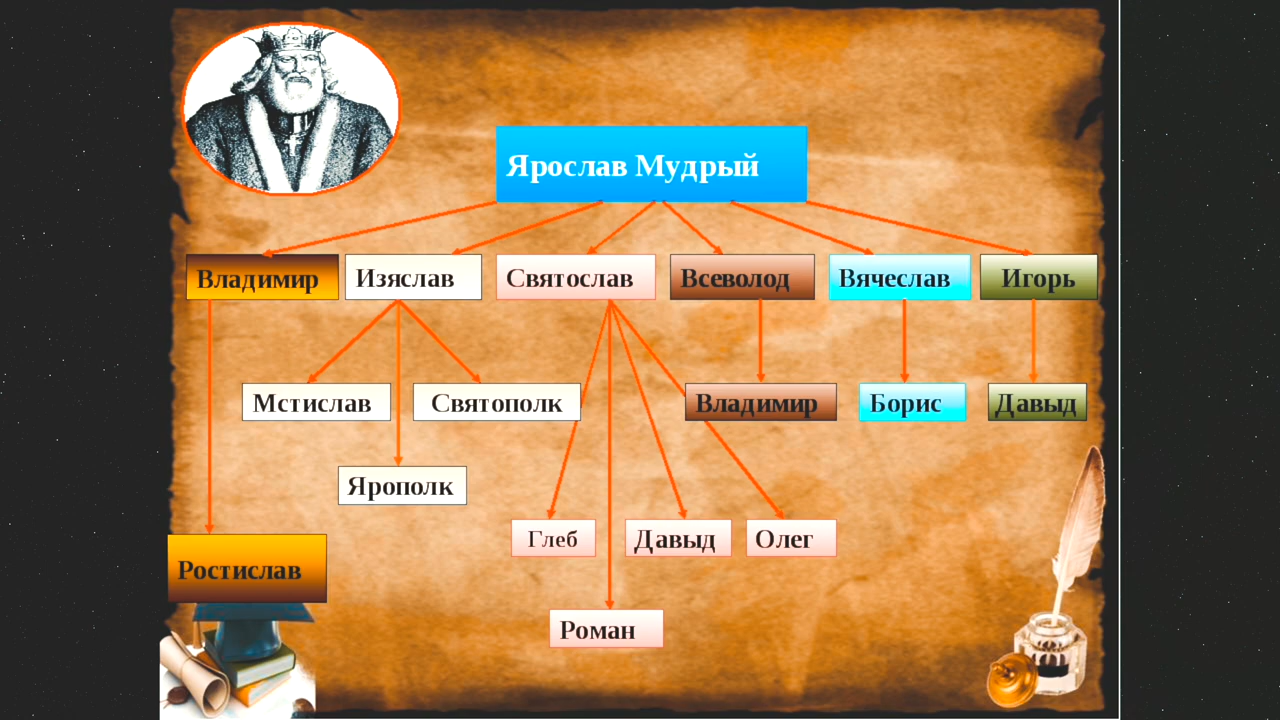 Ярослав Мудрый
Владимир
Изяслав
Святослав
Всеволод
Вячеслав
Игорь
Мстислав
Святополк
Владимир
Борис
Давыд
Ярополк
Глеб
Давыд
Олег
Ростислав
Роман